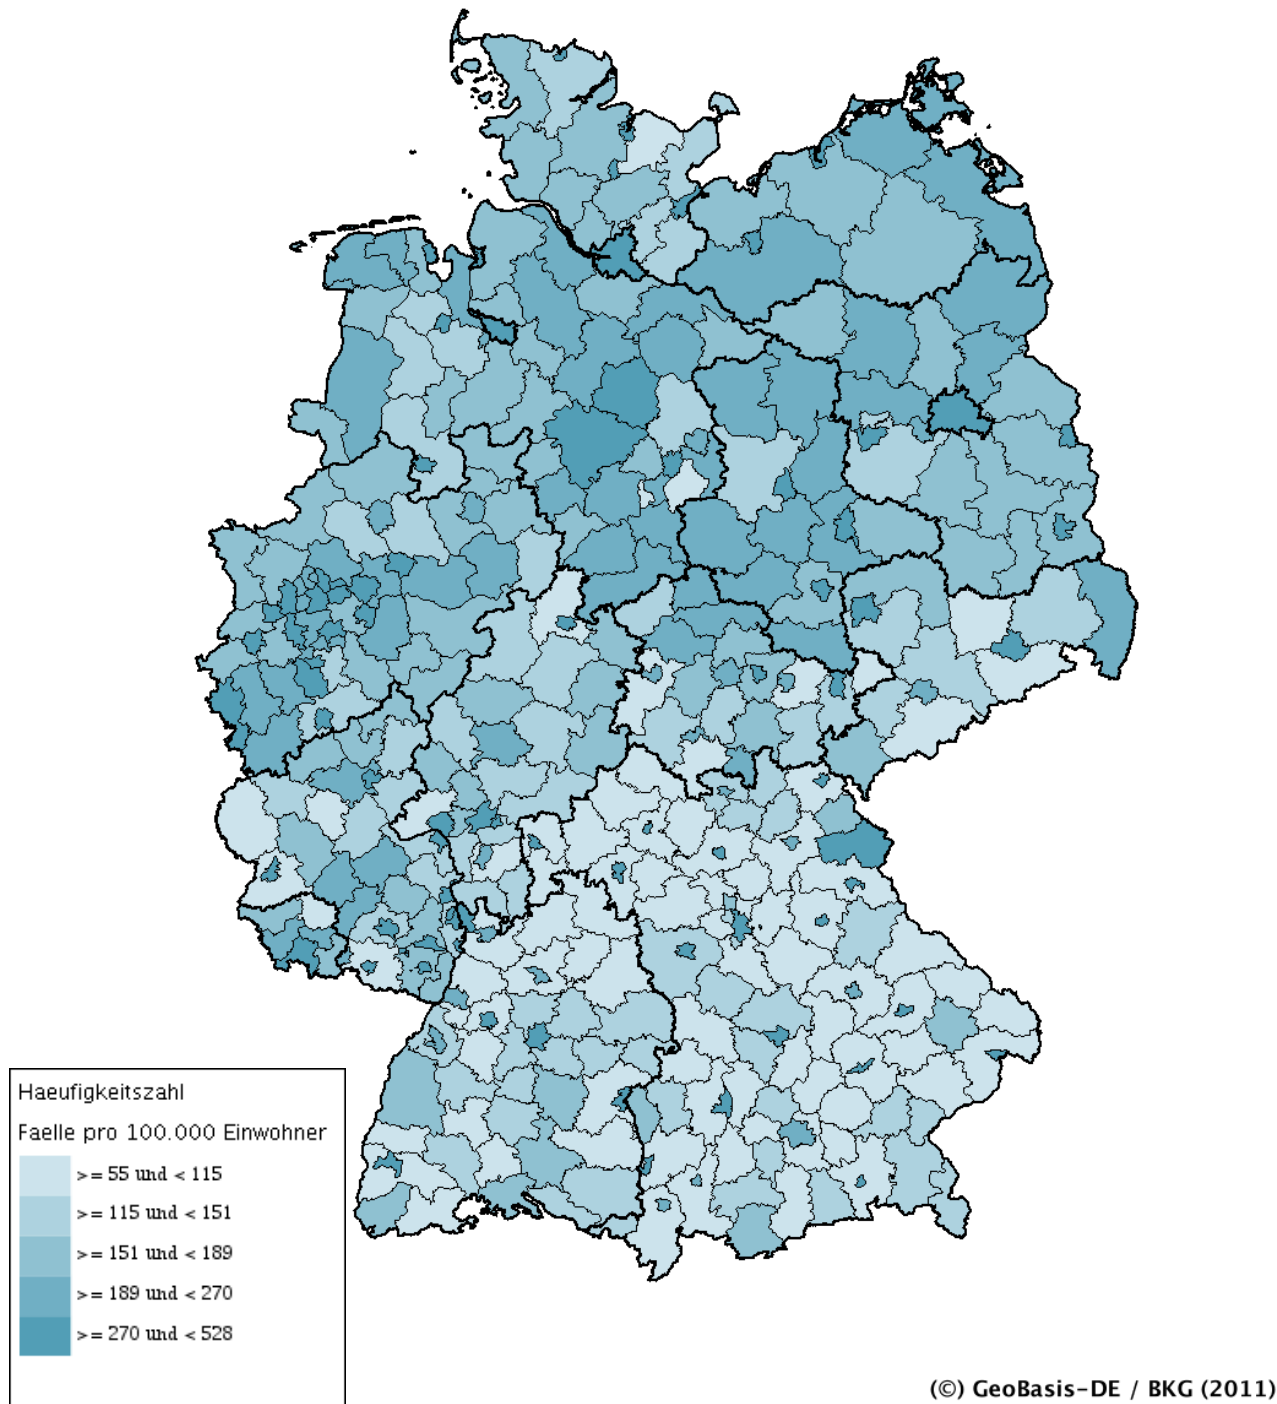 Haeufigkeitszahl
Faelle pro 100.000 Einwohner
>= 55 und < 115
>= 115 und < 151
>= 151 und < 189
>= 189 und < 270
>= 270 und < 528
(©) GeoBasis-DE / BKG (2011)